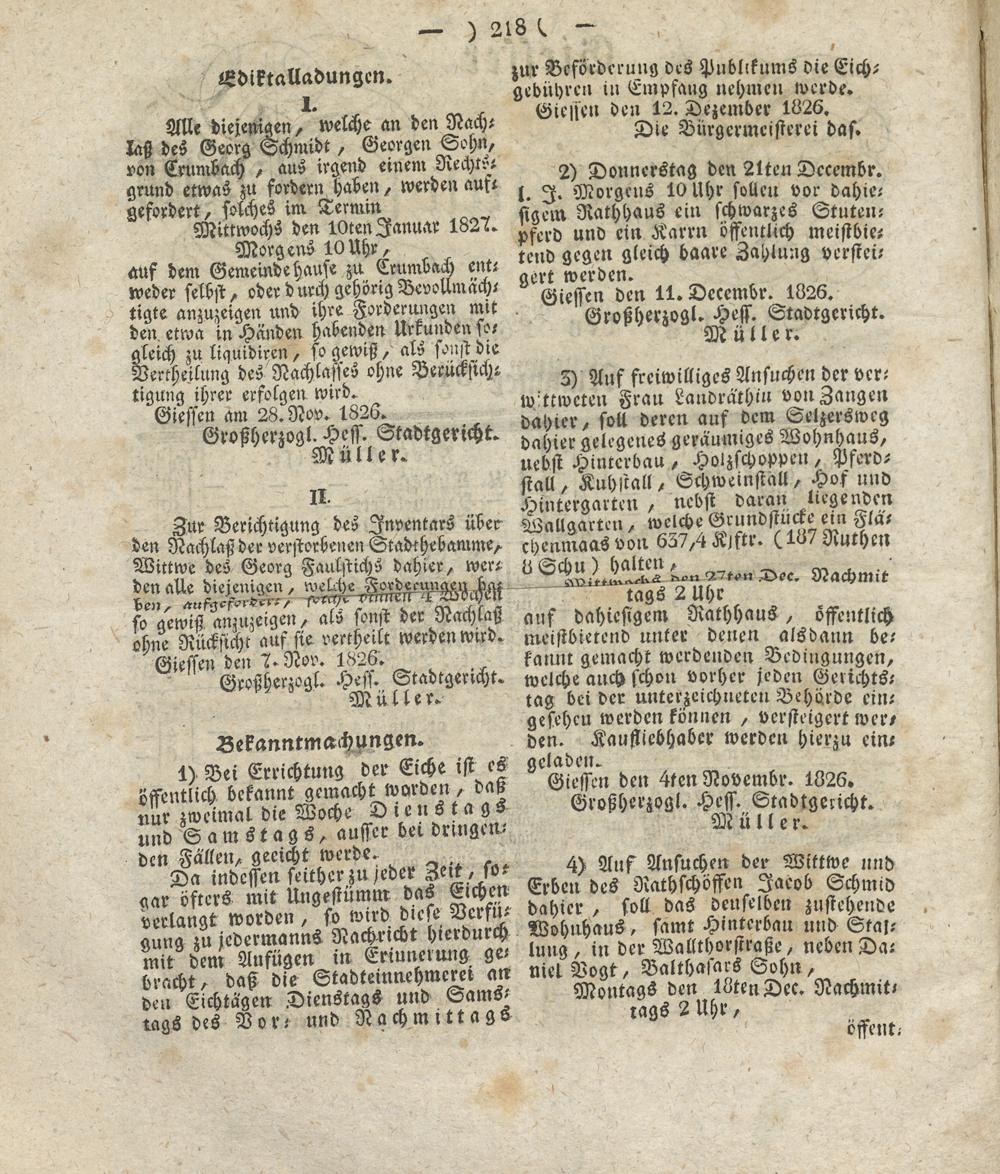 — ) 218 ( —
Ediktalladungen.
I.
Alle diejenigen, welche an den Nach-
laß des Georg Schmidt, Georgen Sohn,
von Crumbach, aus irgend einem Rechts-
grund etwas zu fordern haben, werden auf-
gefordert, solches im Termin
Mittwochs den 10ten Januar 1827.
Morgens 10 Uhr,
auf dem Gemeindehause zu Crumbach ent-
weder selbst, oder durch gehörig Bevollmäch-
tigte anzuzeigen und ihre Forderungen mit
den etwa in Händen habenden Urkunden so-
gleich zu liquidiren, so gewiß, als sonst die
Vertheilung des Nachlasses ohne Berücksich-
tigung ihrer erfolgen wird.
Giessen am 28. Nov. 1826.
Großherzogl. Hess. Stadtgericht.
Müller.
II.
Zur Berichtigung des Inventars über
den Nachlaß der verstorbenen Stadthebamme,
Wittwe des Georg Faulstichs dahier, wer-
den alle diejenigen, welche Forderungen ha-
ben, aufgefordert, solche binnen 4 Wochen
so gewiß anzuzeigen, als sonst der Nachlaß
ohne Rücksicht auf sie vertheilt werden wird.
Giessen den 7. Nov. 1826.
Großherzogl. Hess. Stadtgericht.
Müller.
Bekanntmachungen.
1) Bei Errichtung der Eiche ist es
öffentlich bekannt gemacht worden, daß
nur zweimal die Woche Dienstags
und Samstags, ausser bei dringen-
den Fällen, geeicht werde.
Da indessen seither zu jeder Zeit, so-
gar öfters mit Ungestümm das Eichen
verlangt worden, so wird diese Verfü-
gung zu jedermanns Nachricht hierdurch
mit dem Anfügen in Erinnerung ge-
bracht, daß die Stadteinnehmerei an
den Eichtägen Dienstags und Sams-
tags des Vor- und Nachmittags
zur Beförderung des Publikums die Eich-
gebühren in Empfang nehmen werde.
Giessen den 12. Dezember 1826.
Die Bürgermeisterei das.
2) Donnerstag den 21ten Decembr.
l. J. Morgens 10 Uhr sollen vor dahie-
sigem Rathhaus ein schwarzes Stuten-
pferd und ein Karrn öffentlich meistbie-
tend gegen gleich baare Zahlung verstei-
gert werden.
Giessen den 11. Decembr. 1826.
Großherzogl. Hess. Stadtgericht.
Müller.
3) Auf freiwilliges Ansuchen der ver-
wittweten Frau Landräthin von Zangen
dahier, soll deren auf dem Selzersweg
dahier gelegenes geräumiges Wohnhaus,
nebst Hinterbau, Holzschoppen, Pferd-
stall, Kuhstall, Schweinstall, Hof und
Hintergarten, nebst daran liegenden
Wallgarten, welche Grundstücke ein Flä-
chenmaas von 637,4 Klftr. (187 Ruthen
8 Schu) halten,
Mittwochs den 27ten Dec. Nachmit
tags 2 Uhr
auf dahiesigem Rathhaus, öffentlich
meistbietend unter denen alsdann be-
kannt gemacht werdenden Bedingungen,
welche auch schon vorher jeden Gerichts-
tag bei der unterzeichneten Behörde ein-
gesehen werden können, versteigert wer-
den. Kaufliebhaber werden hierzu ein-
geladen.
Giessen den 4ten Novembr. 1826.
Großherzogl. Hess. Stadtgericht.
Müller.
4) Auf Ansuchen der Wittwe und
Erben des Rathschöffen Jacob Schmid
dahier, soll das denselben zustehende
Wohnhaus, samt Hinterbau und Stal-
lung, in der Wallthorstraße, neben Da-
niel Vogt, Balthasars Sohn,
Montags den 18ten Dec. Nachmit-
tags 2 Uhr,
öffent-